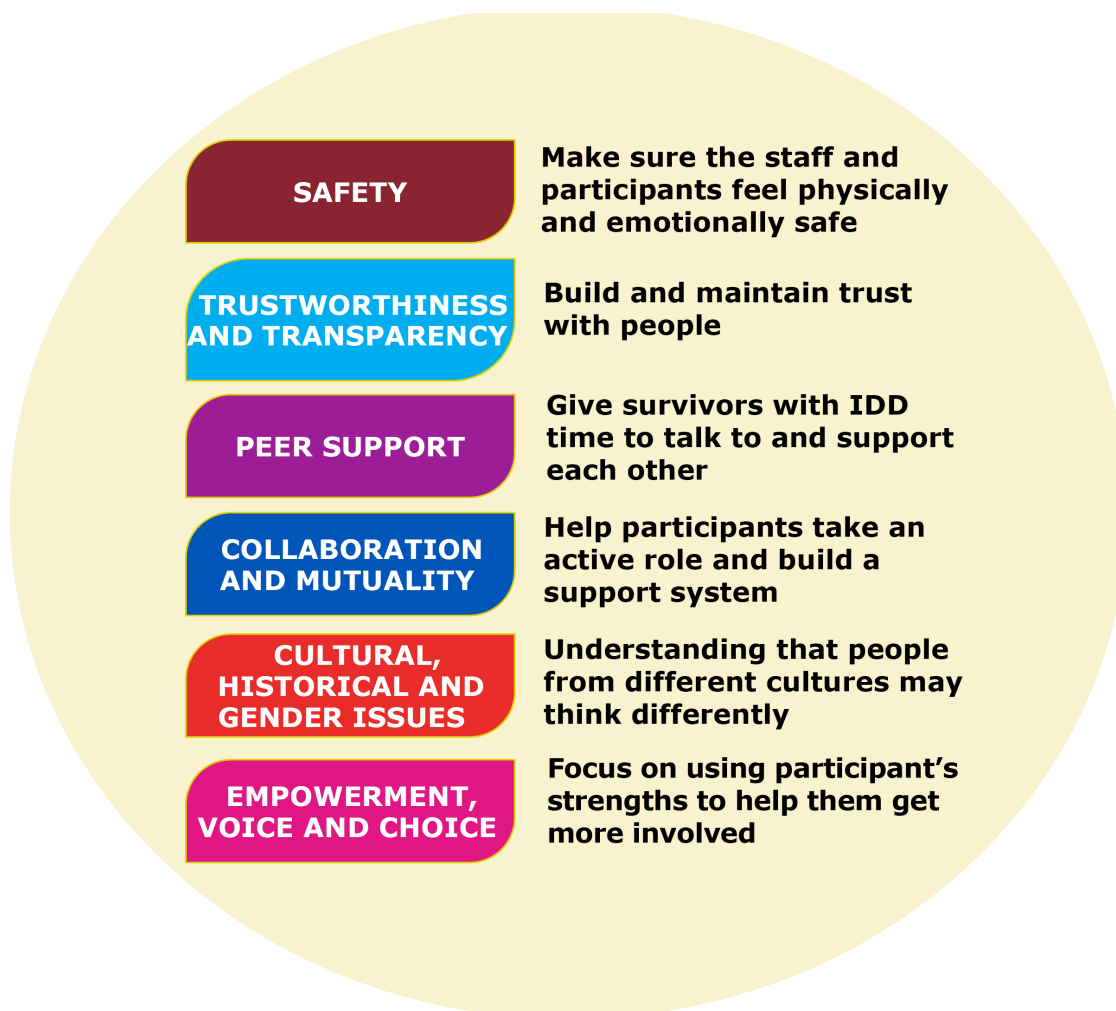 SAFETY
Make sure the staff and
participants feel physically
and emotionally safe
TRUSTWORTHINESS
AND TRANSPARENCY
Build and maintain trust
with people
PEER SUPPORT
Give survivors with IDD
time to talk to and support
each other
COLLABORATION
AND MUTUALITY
Help participants take an
active role and build a
support system
CULTURAL,
HISTORICAL AND
GENDER ISSUES
Understanding that people
from different cultures may
think differently
EMPOWERMENT,
VOICE AND CHOICE
Focus on using participant’s
strengths to help them get
more involved